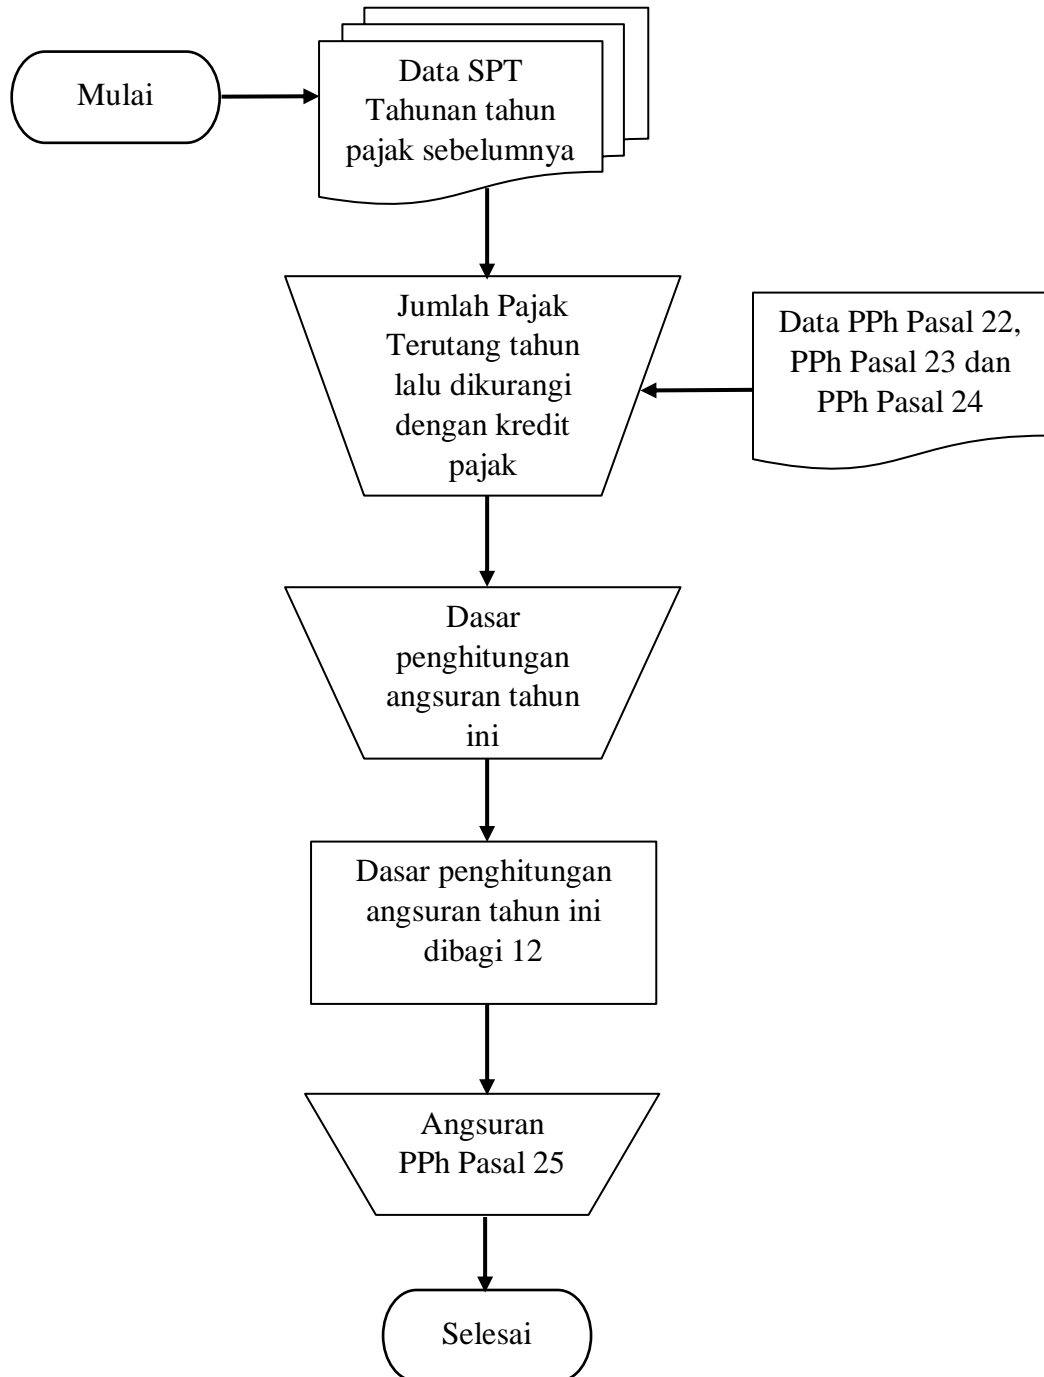 Mulai
Data SPT
Tahunan tahun
pajak sebelumnya
Jumlah Pajak
Terutang tahun
lalu dikurangi
dengan kredit
pajak
Data PPh Pasal 22,
PPh Pasal 23 dan
PPh Pasal 24
Dasar
penghitungan
angsuran tahun
ini
Dasar penghitungan
angsuran tahun ini
dibagi 12
Angsuran
PPh Pasal 25
Selesai